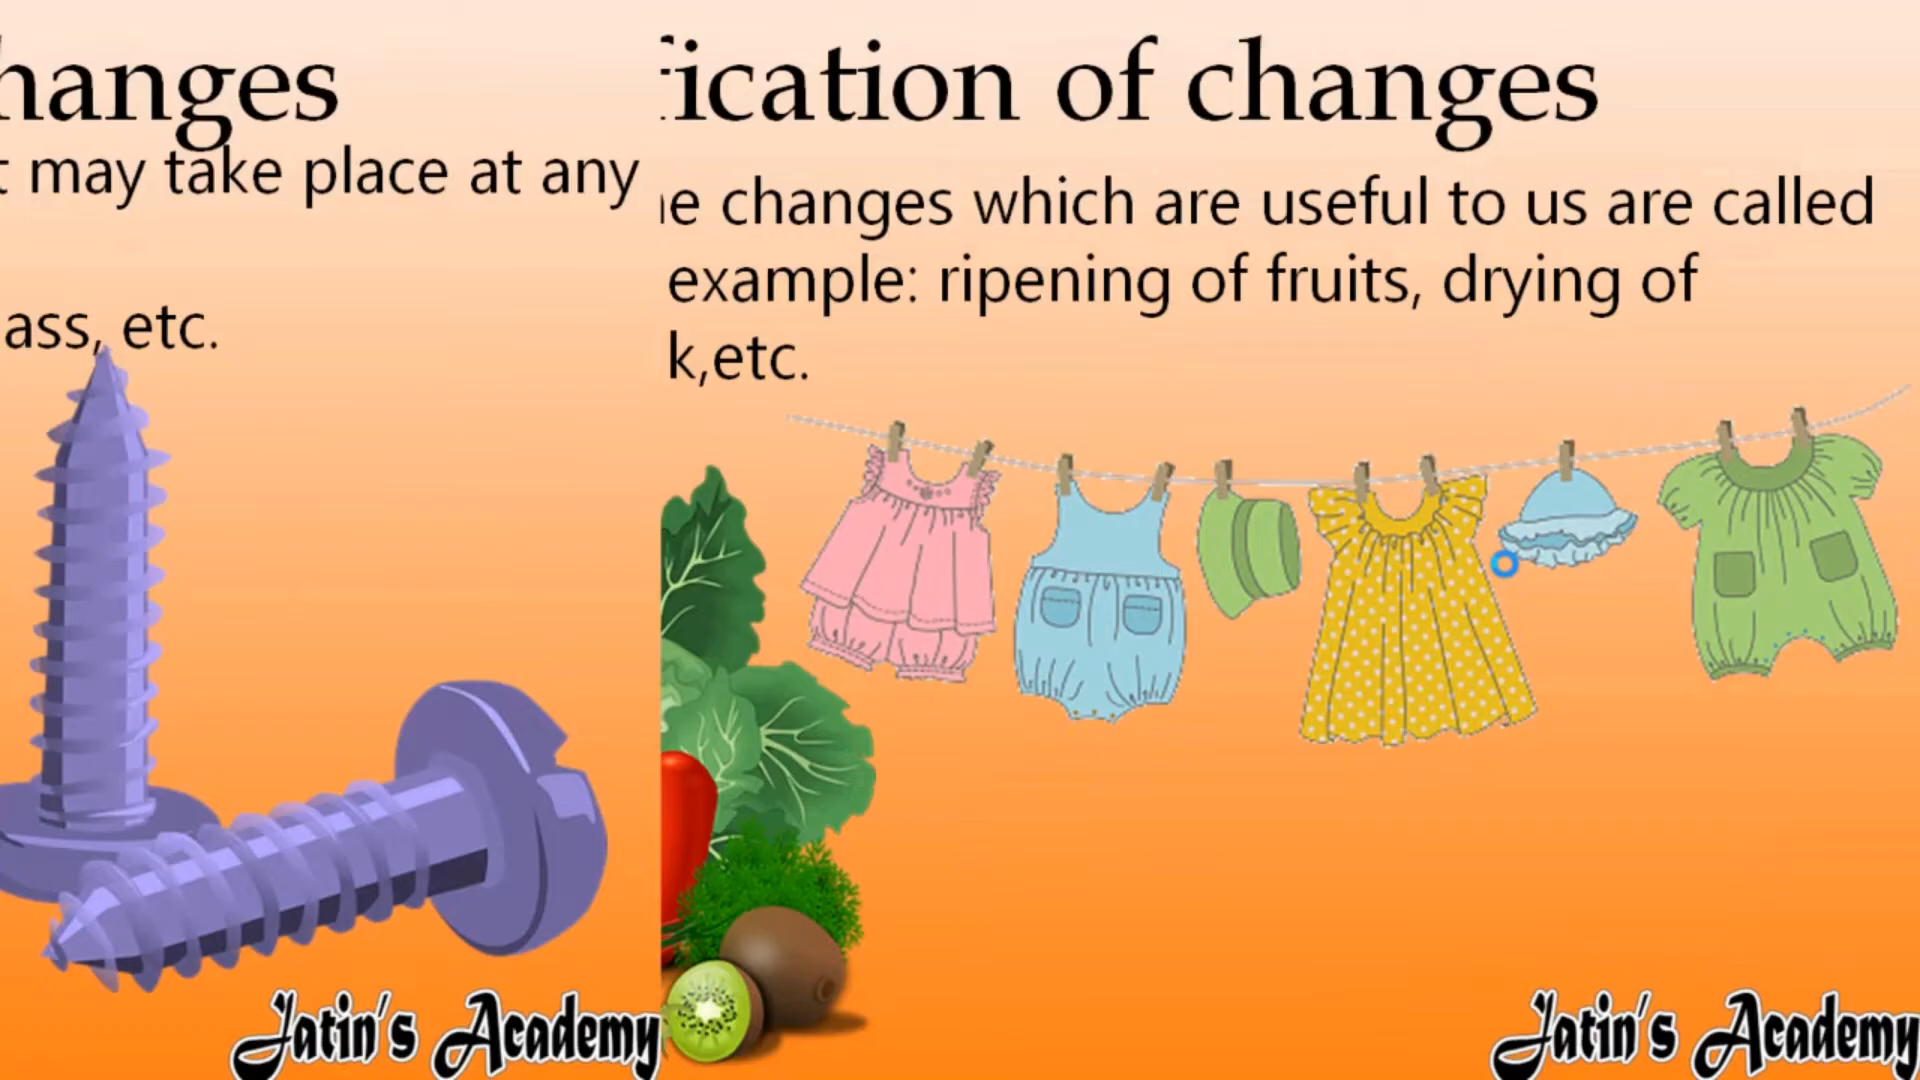 hanges
t may take place at any
ass, etc.
Jatin's Academy
fication of changes
e changes which are useful to us are called
example: ripening of fruits, drying of
k,etc.
Jatin's Academy